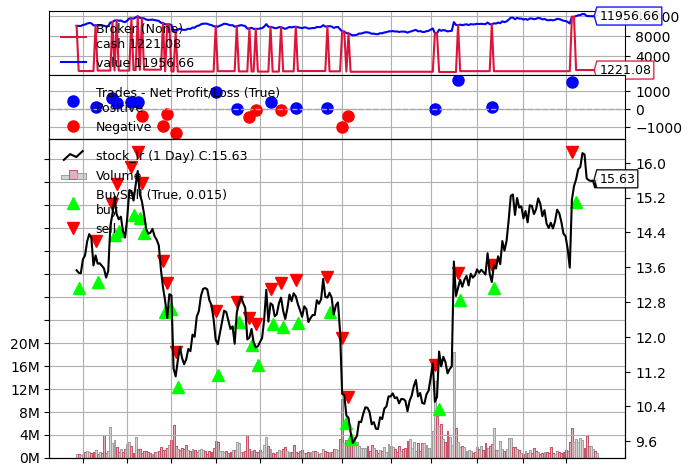 Broker (None)
cash 1221.08
value 11956.66
11956.66
8000
4000
1221.08
Trades - Net Profit/Loss (True)
Positive
Negative
1000
0
−1000
stock_lr (1 Day) C:15.63
Volume
BuySell (True, 0.015)
buy
sell
16.0
15.63
15.2
14.4
13.6
12.8
12.0
11.2
10.4
9.6
20M
16M
12M
8M
4M
0M